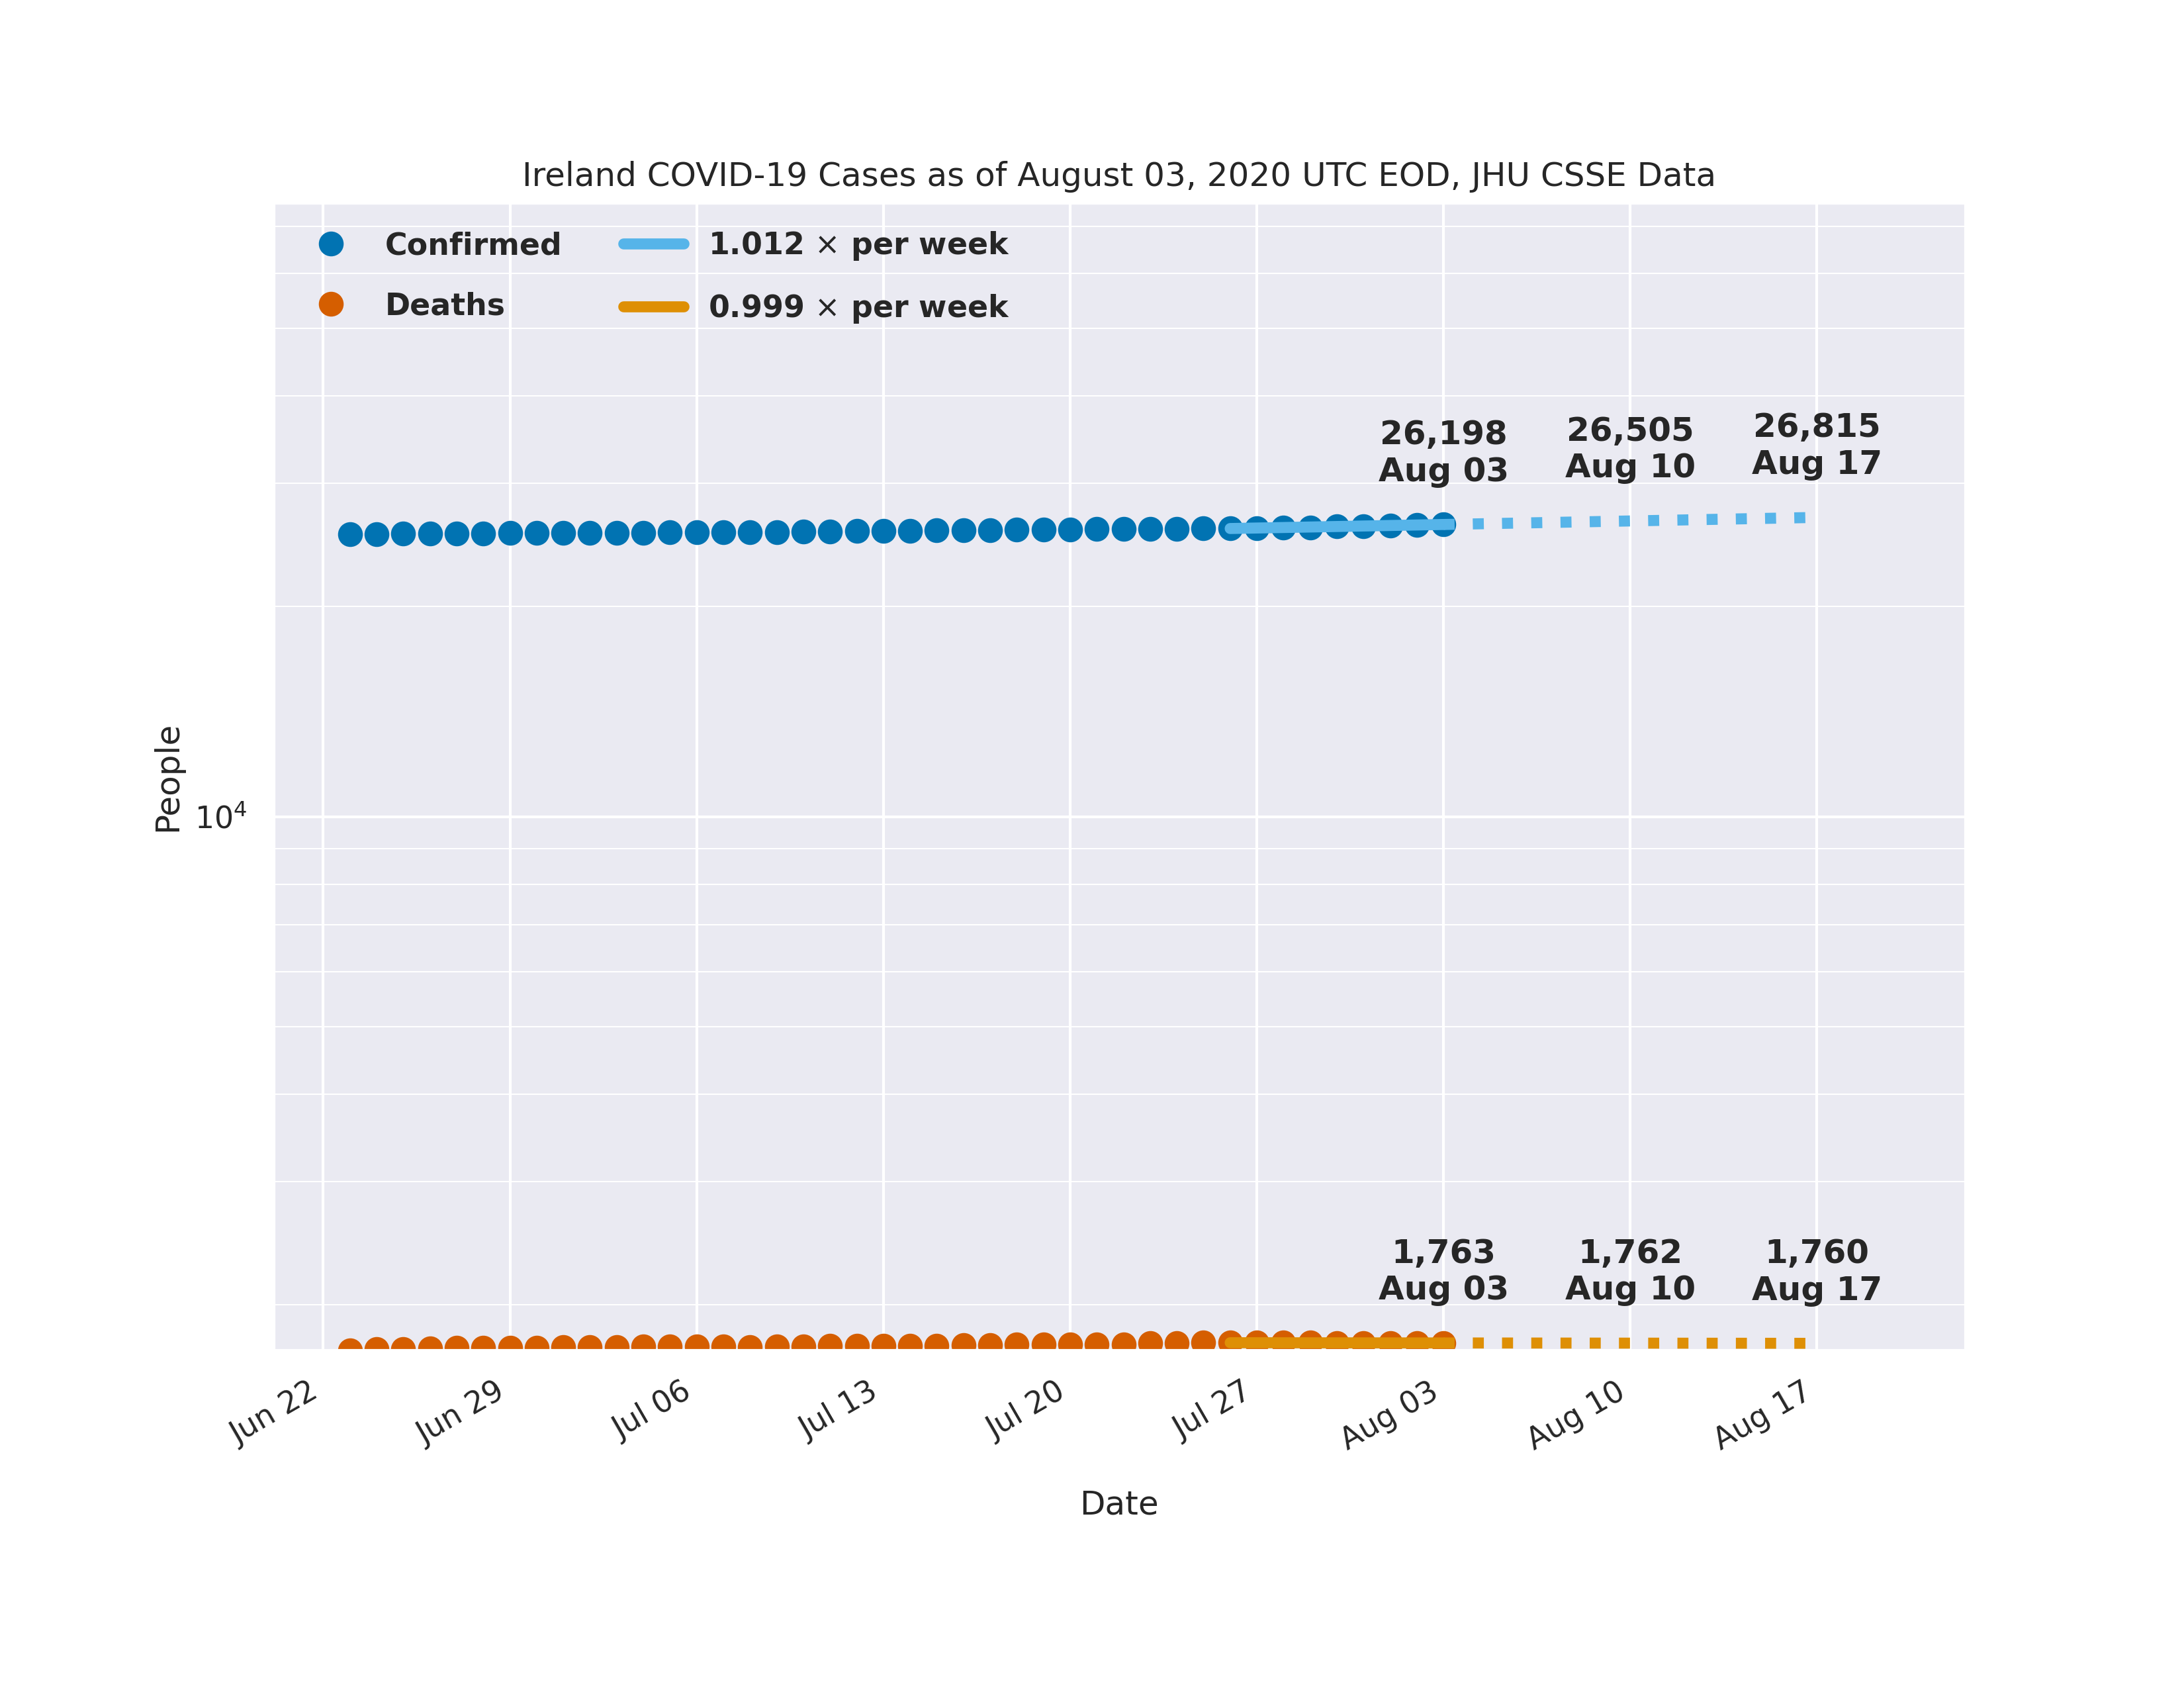 Ireland COVID-19 Cases as of August 03, 2020 UTC EOD, JHU CSSE Data
Confirmed
Deaths
1.012 × per week
0.999 × per week
26,198
Aug 03
26,505
Aug 10
26,815
Aug 17
People
10⁴
1,763
Aug 03
1,762
Aug 10
1,760
Aug 17
Jun 22
Jun 29
Jul 06
Jul 13
Jul 20
Jul 27
Aug 03
Aug 10
Aug 17
Date